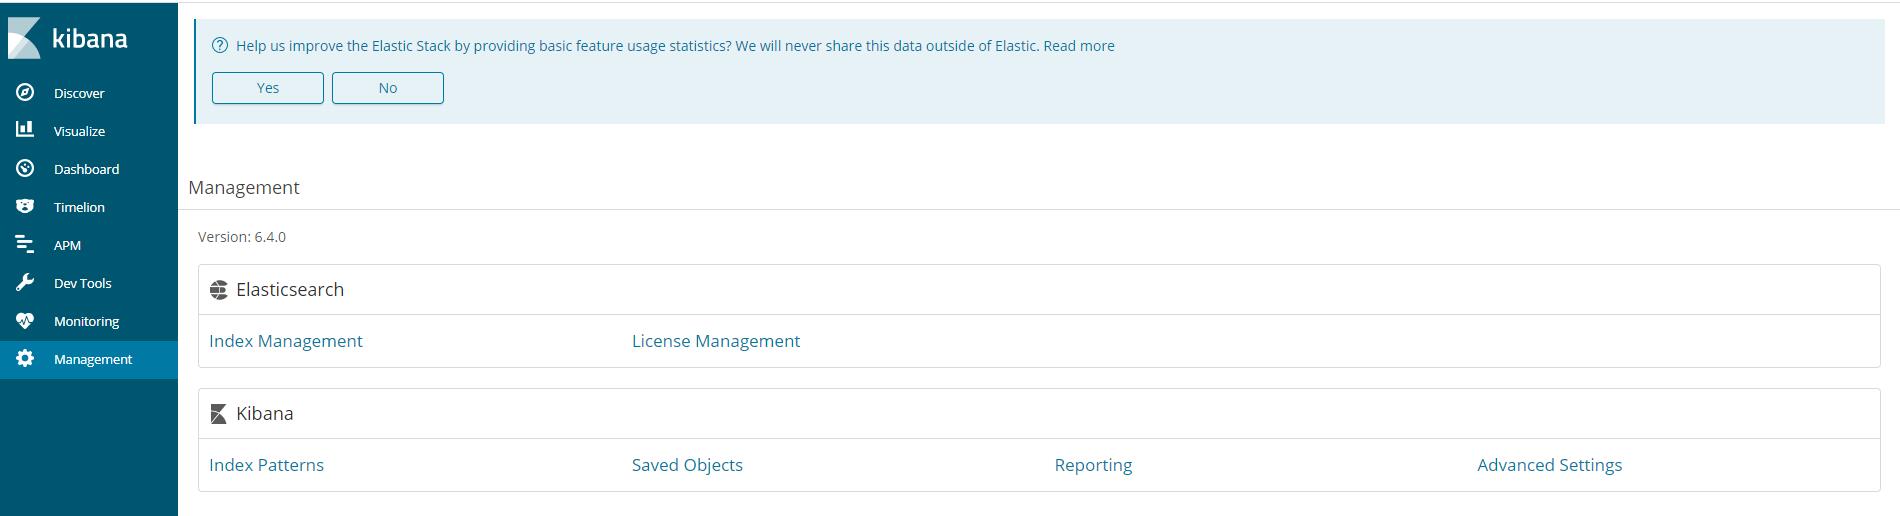 kibana
Discover
Visualize
Dashboard
Timelion
APM
Dev Tools
Monitoring
Management
Help us improve the Elastic Stack by providing basic feature usage statistics? We will never share this data outside of Elastic. Read more
Yes No
Management
Version: 6.4.0
Elasticsearch
Index Management License Management
Kibana
Index Patterns Saved Objects Reporting Advanced Settings